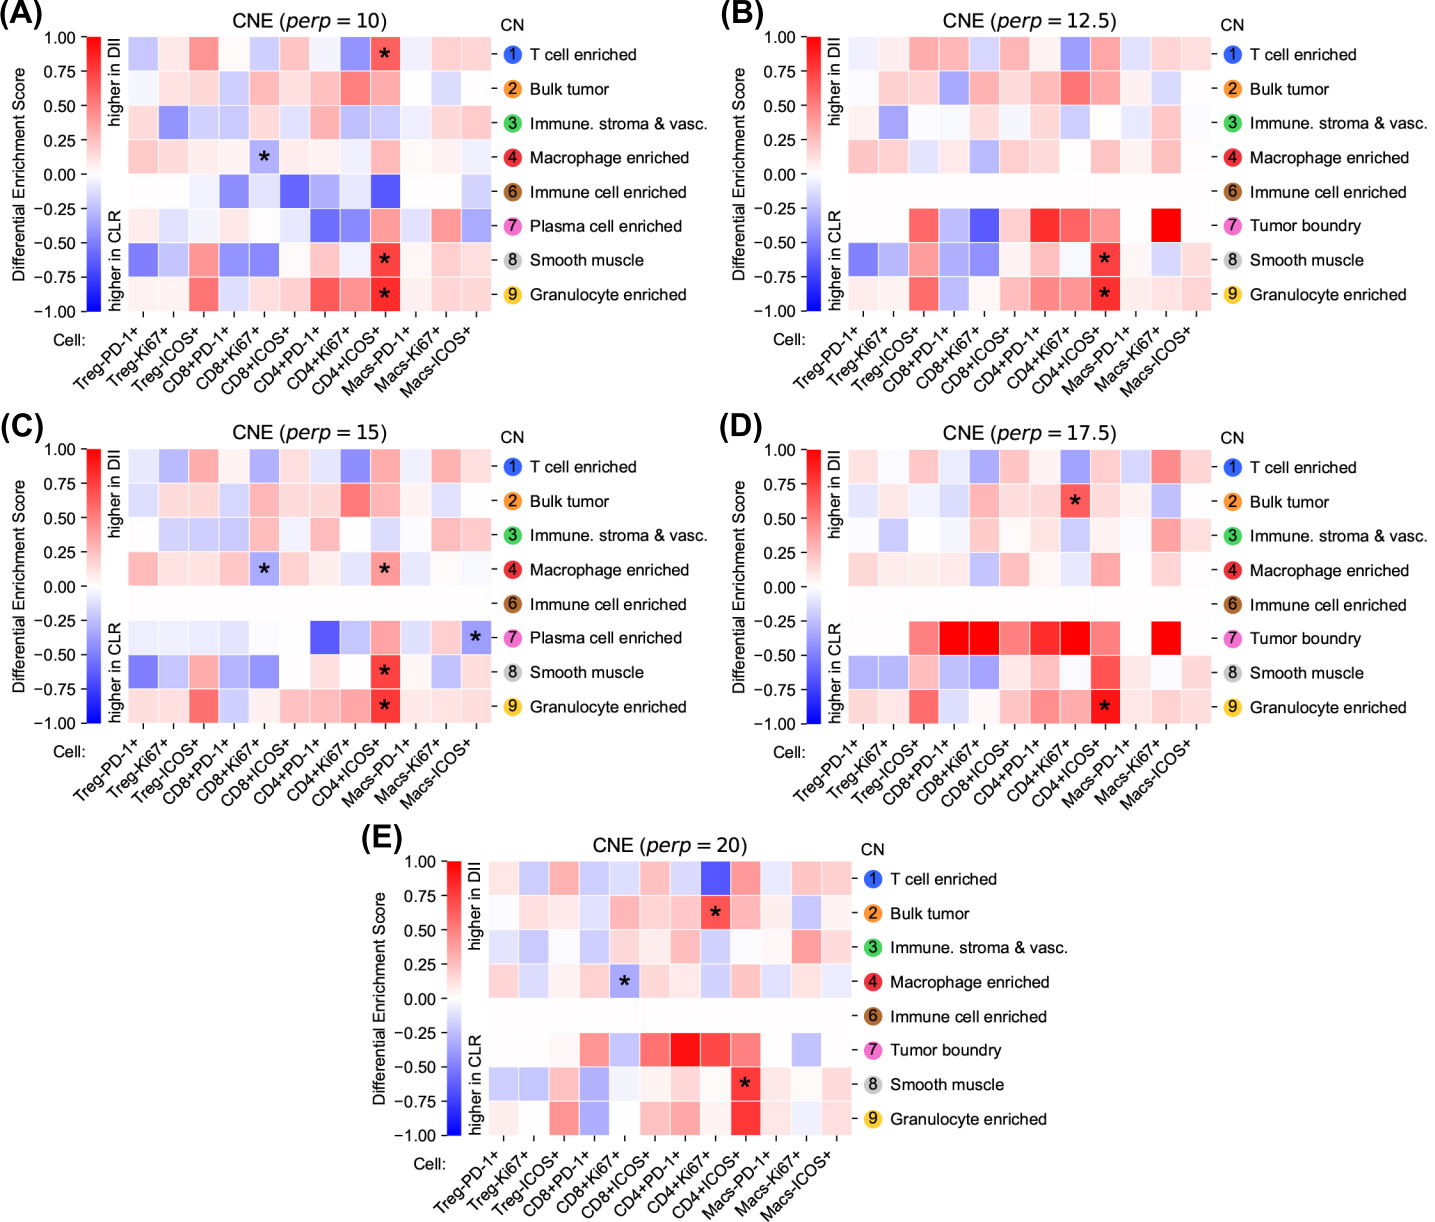 (A)
CNE (perp = 10)
CN
Differential Enrichment Score
1.00
0.75
0.50
0.25
0.00
−0.25
−0.50
−0.75
−1.00
higher in DII
higher in CLR
*
*
*
*
1 T cell enriched
2 Bulk tumor
3 Immune. stroma & vasc.
4 Macrophage enriched
6 Immune cell enriched
7 Plasma cell enriched
8 Smooth muscle
9 Granulocyte enriched
Cell:
Treg-PD-1+
Treg-Ki67+
Treg-ICOS+
CD8+PD-1+
CD8+Ki67+
CD8+ICOS+
CD4+PD-1+
CD4+Ki67+
CD4+ICOS+
Macs-PD-1+
Macs-Ki67+
Macs-ICOS+
(B)
CNE (perp = 12.5)
CN
Differential Enrichment Score
1.00
0.75
0.50
0.25
0.00
−0.25
−0.50
−0.75
−1.00
higher in DII
higher in CLR
*
*
1 T cell enriched
2 Bulk tumor
3 Immune. stroma & vasc.
4 Macrophage enriched
6 Immune cell enriched
7 Tumor boundry
8 Smooth muscle
9 Granulocyte enriched
Cell:
Treg-PD-1+
Treg-Ki67+
Treg-ICOS+
CD8+PD-1+
CD8+Ki67+
CD8+ICOS+
CD4+PD-1+
CD4+Ki67+
CD4+ICOS+
Macs-PD-1+
Macs-Ki67+
Macs-ICOS+
(C)
CNE (perp = 15)
CN
Differential Enrichment Score
1.00
0.75
0.50
0.25
0.00
−0.25
−0.50
−0.75
−1.00
higher in DII
higher in CLR
*
*
*
*
*
1 T cell enriched
2 Bulk tumor
3 Immune. stroma & vasc.
4 Macrophage enriched
6 Immune cell enriched
7 Plasma cell enriched
8 Smooth muscle
9 Granulocyte enriched
Cell:
Treg-PD-1+
Treg-Ki67+
Treg-ICOS+
CD8+PD-1+
CD8+Ki67+
CD8+ICOS+
CD4+PD-1+
CD4+Ki67+
CD4+ICOS+
Macs-PD-1+
Macs-Ki67+
Macs-ICOS+
(D)
CNE (perp = 17.5)
CN
Differential Enrichment Score
1.00
0.75
0.50
0.25
0.00
−0.25
−0.50
−0.75
−1.00
higher in DII
higher in CLR
*
*
1 T cell enriched
2 Bulk tumor
3 Immune. stroma & vasc.
4 Macrophage enriched
6 Immune cell enriched
7 Tumor boundry
8 Smooth muscle
9 Granulocyte enriched
Cell:
Treg-PD-1+
Treg-Ki67+
Treg-ICOS+
CD8+PD-1+
CD8+Ki67+
CD8+ICOS+
CD4+PD-1+
CD4+Ki67+
CD4+ICOS+
Macs-PD-1+
Macs-Ki67+
Macs-ICOS+
(E)
CNE (perp = 20)
CN
Differential Enrichment Score
1.00
0.75
0.50
0.25
0.00
−0.25
−0.50
−0.75
−1.00
higher in DII
higher in CLR
*
*
*
1 T cell enriched
2 Bulk tumor
3 Immune. stroma & vasc.
4 Macrophage enriched
6 Immune cell enriched
7 Tumor boundry
8 Smooth muscle
9 Granulocyte enriched
Cell:
Treg-PD-1+
Treg-Ki67+
Treg-ICOS+
CD8+PD-1+
CD8+Ki67+
CD8+ICOS+
CD4+PD-1+
CD4+Ki67+
CD4+ICOS+
Macs-PD-1+
Macs-Ki67+
Macs-ICOS+